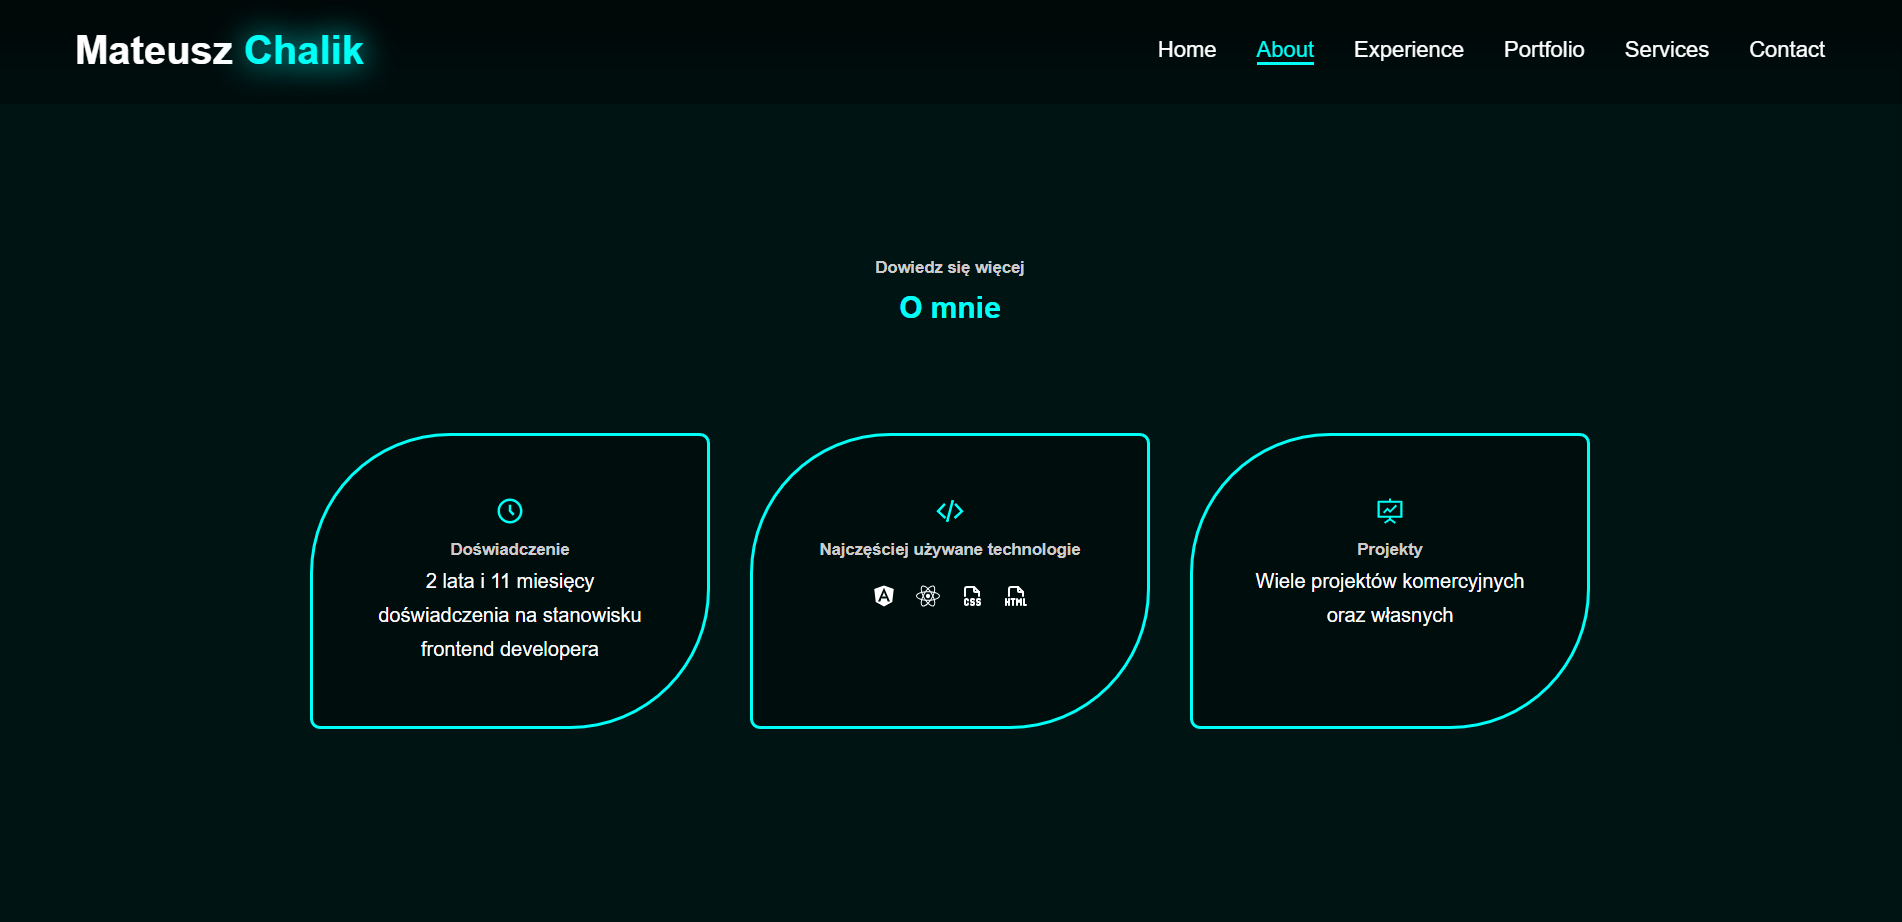 Mateusz Chalik
Home About Experience Portfolio Services Contact
Dowiedz się więcej
O mnie
Doświadczenie
2 lata i 11 miesięcy
doświadczenia na stanowisku
frontend developera
Najczęściej używane technologie
CSS HTML
Projekty
Wiele projektów komercyjnych
oraz własnych